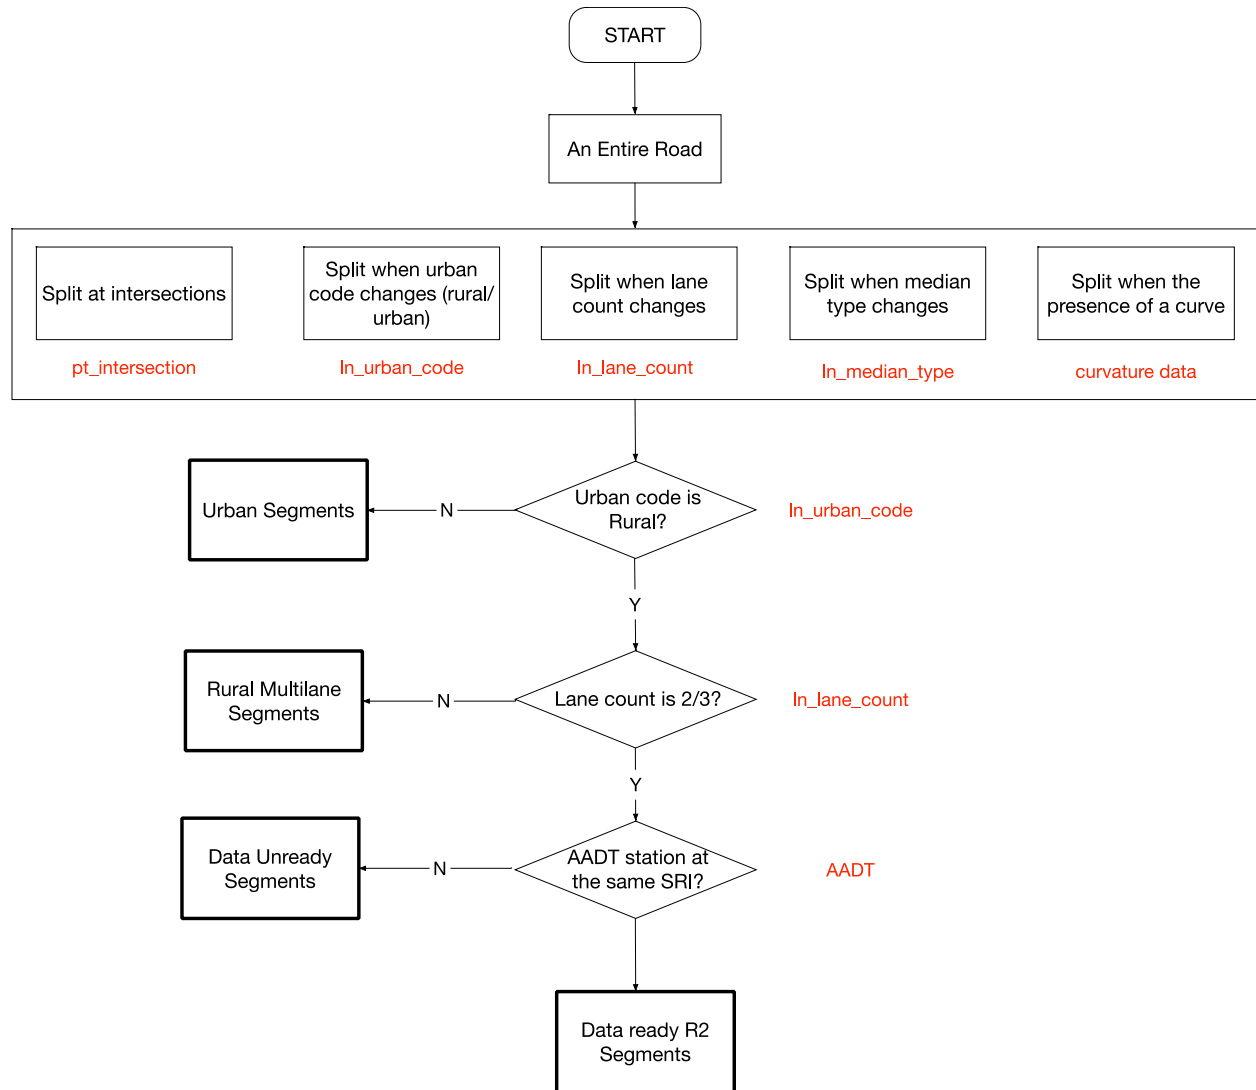 START
An Entire Road
Split at intersections
Split when urban
code changes (rural/
urban)
Split when lane
count changes
Split when median
type changes
Split when the
presence of a curve
pt_intersection
ln_urban_code
ln_lane_count
ln_median_type
curvature data
Urban Segments
N
Urban code is
Rural?
ln_urban_code
Y
Rural Multilane
Segments
N
Lane count is 2/3?
ln_lane_count
Y
Data Unready
Segments
N
AADT station at
the same SRI?
AADT
Data ready R2
Segments